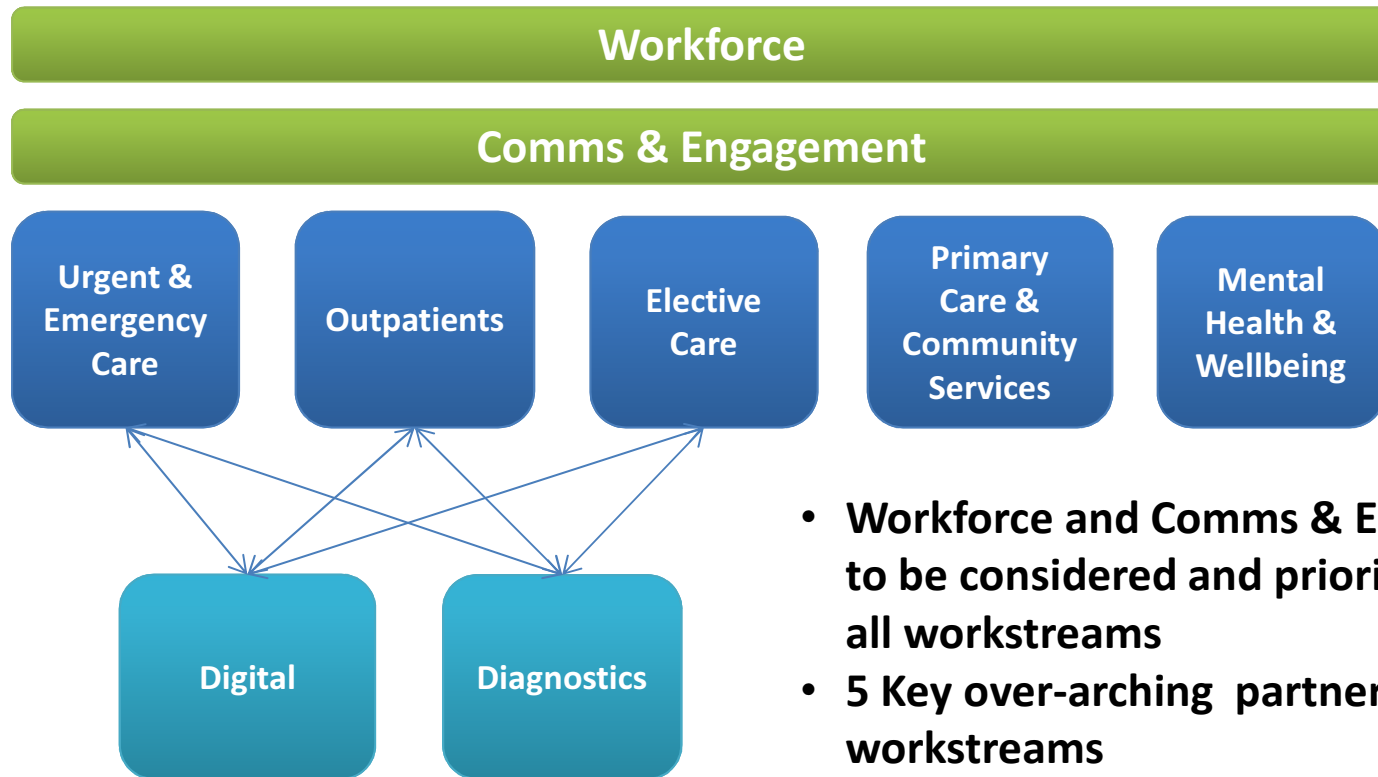 Workforce
Comms & Engagement
Urgent &
Emergency
Care
Outpatients
Elective
Care
Primary
Care &
Community
Services
Mental
Health &
Wellbeing
Digital
Diagnostics
• Workforce and Comms & E
to be considered and priori
all workstreams
• 5 Key over-arching partner
workstreams